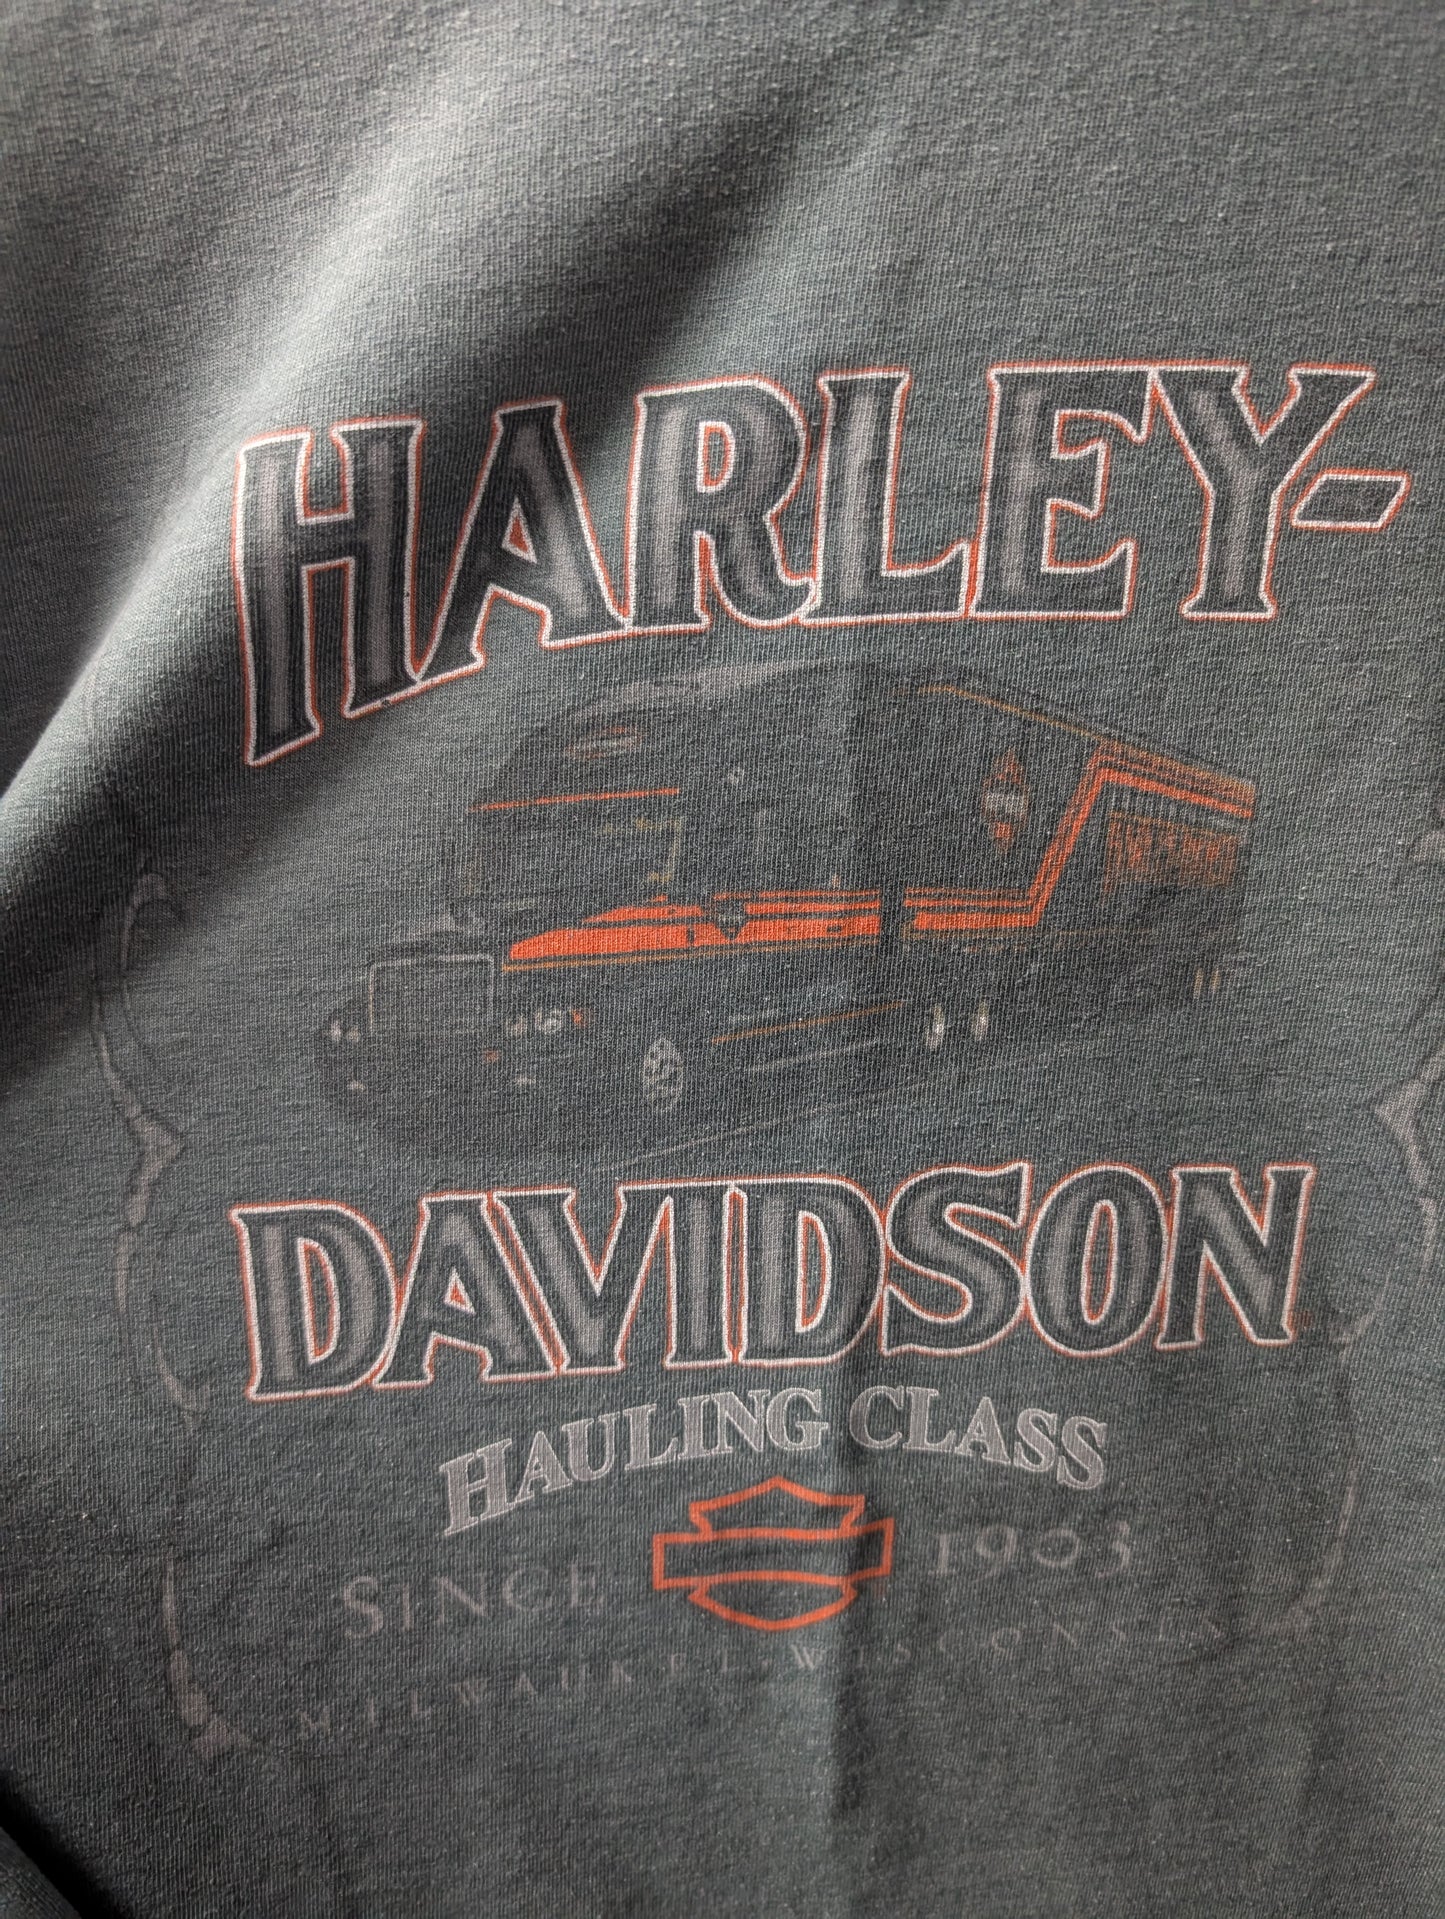 HARLEY-
DAVIDSON
HAULING CLASS
SINCE 1903
MILWAUKEE, WISCONSIN